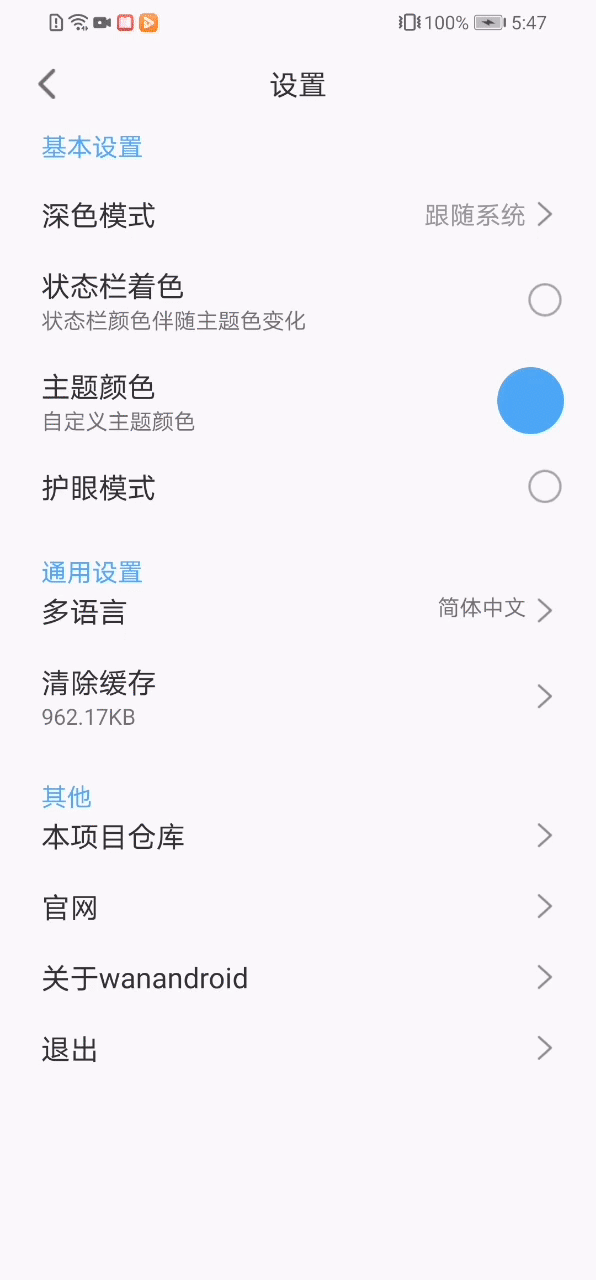 100% 5:47
设置
基本设置
深色模式 跟随系统
状态栏着色
状态栏颜色伴随主题色变化
主题颜色
自定义主题颜色
护眼模式
通用设置
多语言 简体中文
清除缓存
962.17KB
其他
本项目仓库
官网
关于wanandroid
退出